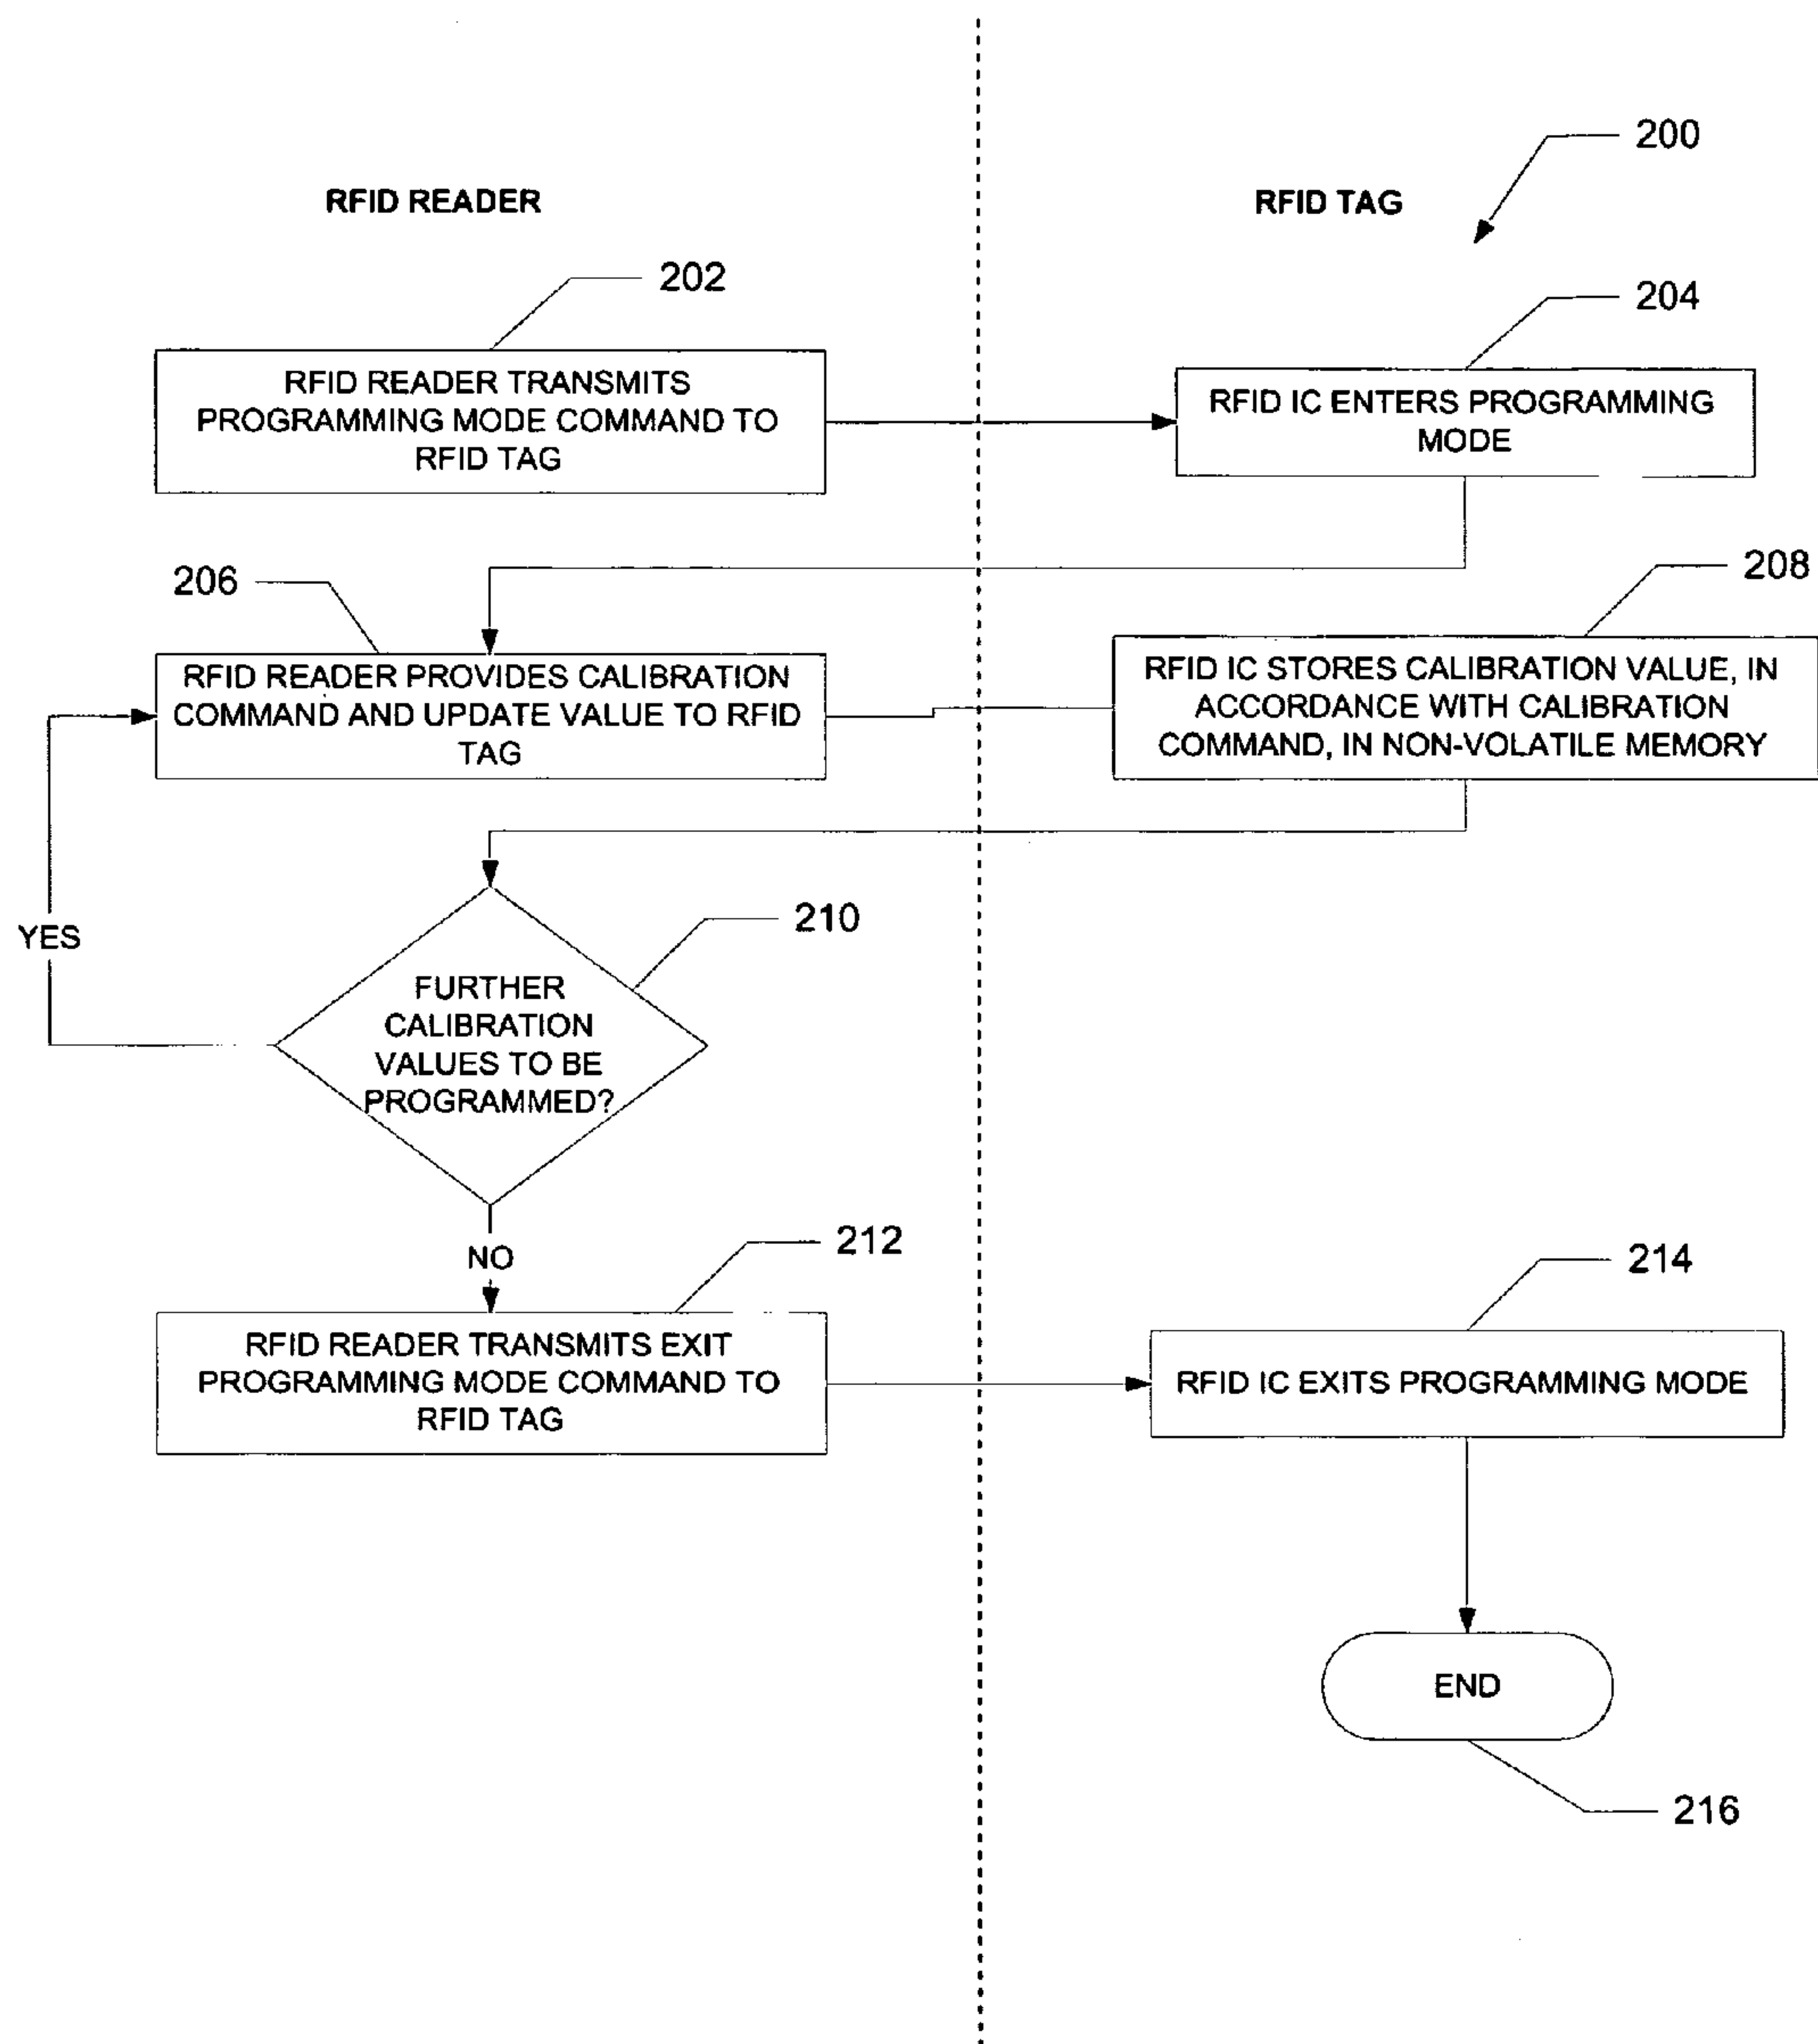 200
RFID READER
RFID TAG
202
204
RFID READER TRANSMITS
PROGRAMMING MODE COMMAND TO
RFID TAG
RFID IC ENTERS PROGRAMMING
MODE
206
208
RFID READER PROVIDES CALIBRATION
COMMAND AND UPDATE VALUE TO RFID
TAG
RFID IC STORES CALIBRATION VALUE, IN
ACCORDANCE WITH CALIBRATION
COMMAND, IN NON-VOLATILE MEMORY
YES
210
FURTHER
CALIBRATION
VALUES TO BE
PROGRAMMED?
NO
212
214
RFID READER TRANSMITS EXIT
PROGRAMMING MODE COMMAND TO
RFID TAG
RFID IC EXITS PROGRAMMING MODE
END
216